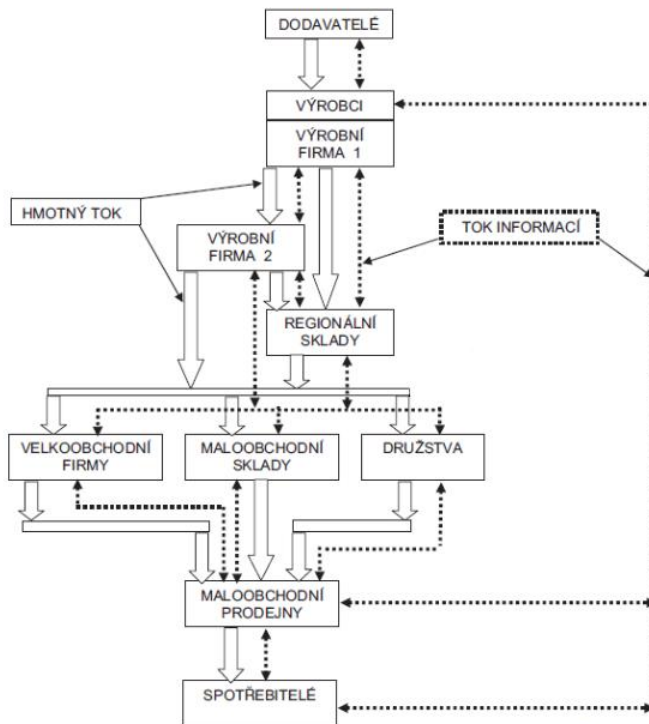 DODAVATELÉ
VÝROBCI
VÝROBNÍ
FIRMA 1
HMOTNÝ TOK
VÝROBNÍ
FIRMA 2
TOK INFORMACÍ
REGIONÁLNÍ
SKLADY
VELKOOBCHODNÍ
FIRMY
MALOOBCHODNÍ
SKLADY
DRUŽSTVA
MALOOBCHODNÍ
PRODEJNY
SPOTŘEBITELÉ